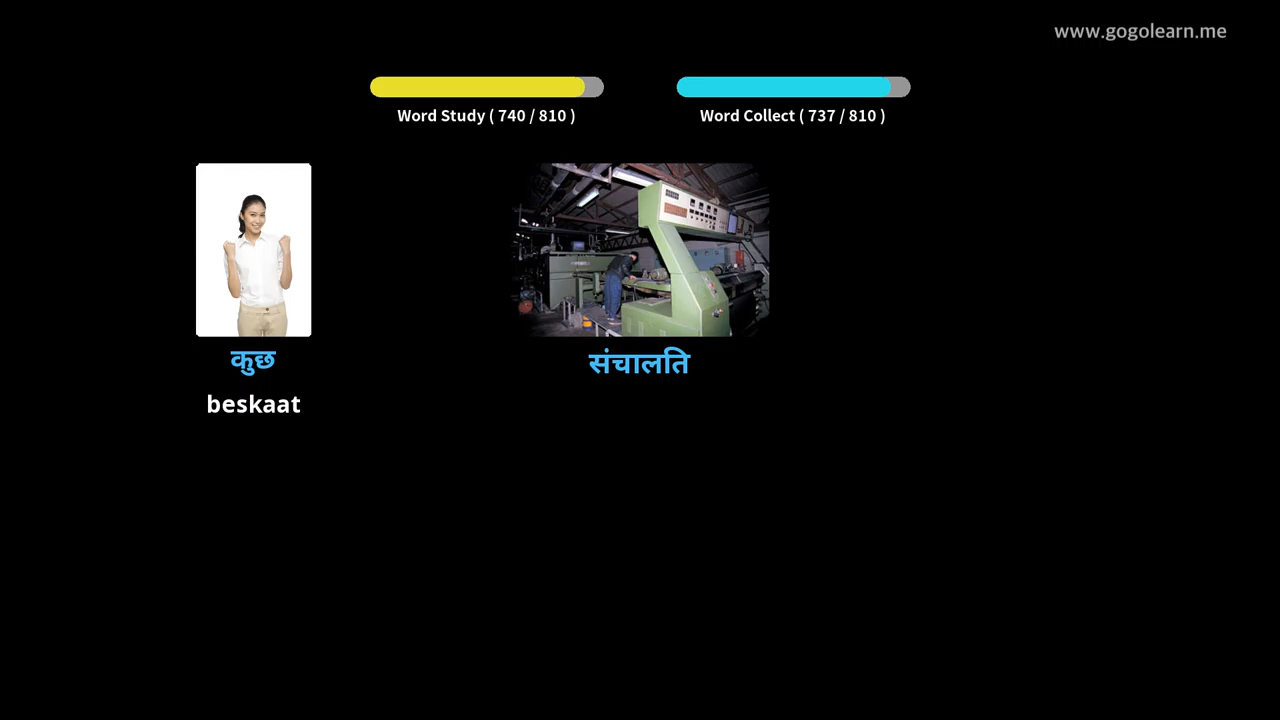 www.gogolearn.me
Word Study ( 740 / 810 )
Word Collect ( 737 / 810 )
कुछ
संचालति
beskaat